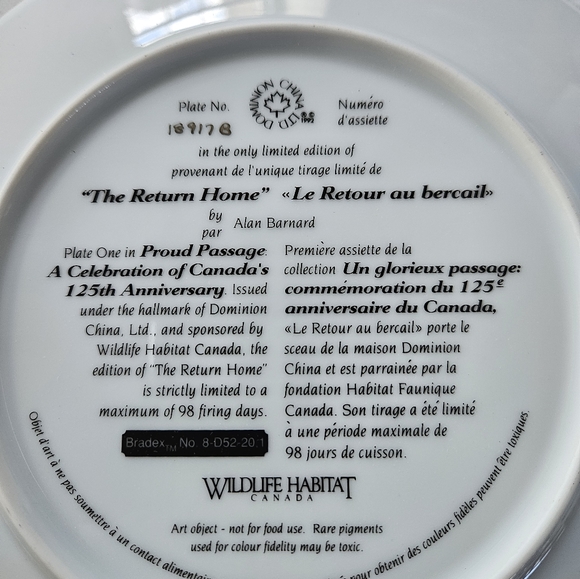 Plate No.
18917B
DOMINION CHINA LTD
Numéro
d'assiette
in the only limited edition of
provenant de l'unique tirage limité de
"The Return Home" «Le Retour au bercail»
by
par
Alan Barnard
Plate One in Proud Passage:
A Celebration of Canada's
125th Anniversary. Issued
under the hallmark of Dominion
China, Ltd., and sponsored by
Wildlife Habitat Canada, the
edition of "The Return Home"
is strictly limited to a
maximum of 98 firing days.
Bradex TM No. 8-D52-20.1
Première assiette de la
collection Un glorieux passage:
commémoration du 125e
anniversaire du Canada,
«Le Retour au bercail» porte le
sceau de la maison Dominion
China et est parrainée par la
fondation Habitat Faunique
Canada. Son tirage a été limité
à une période maximale de
98 jours de cuisson.
WILDLIFE HABITAT
CANADA
Art object - not for food use. Rare pigments
used for colour fidelity may be toxic.
Objet d'art à ne pas soumettre à un contact alimentai
pour obtenir des couleurs fidèles peuvent être toxiques.